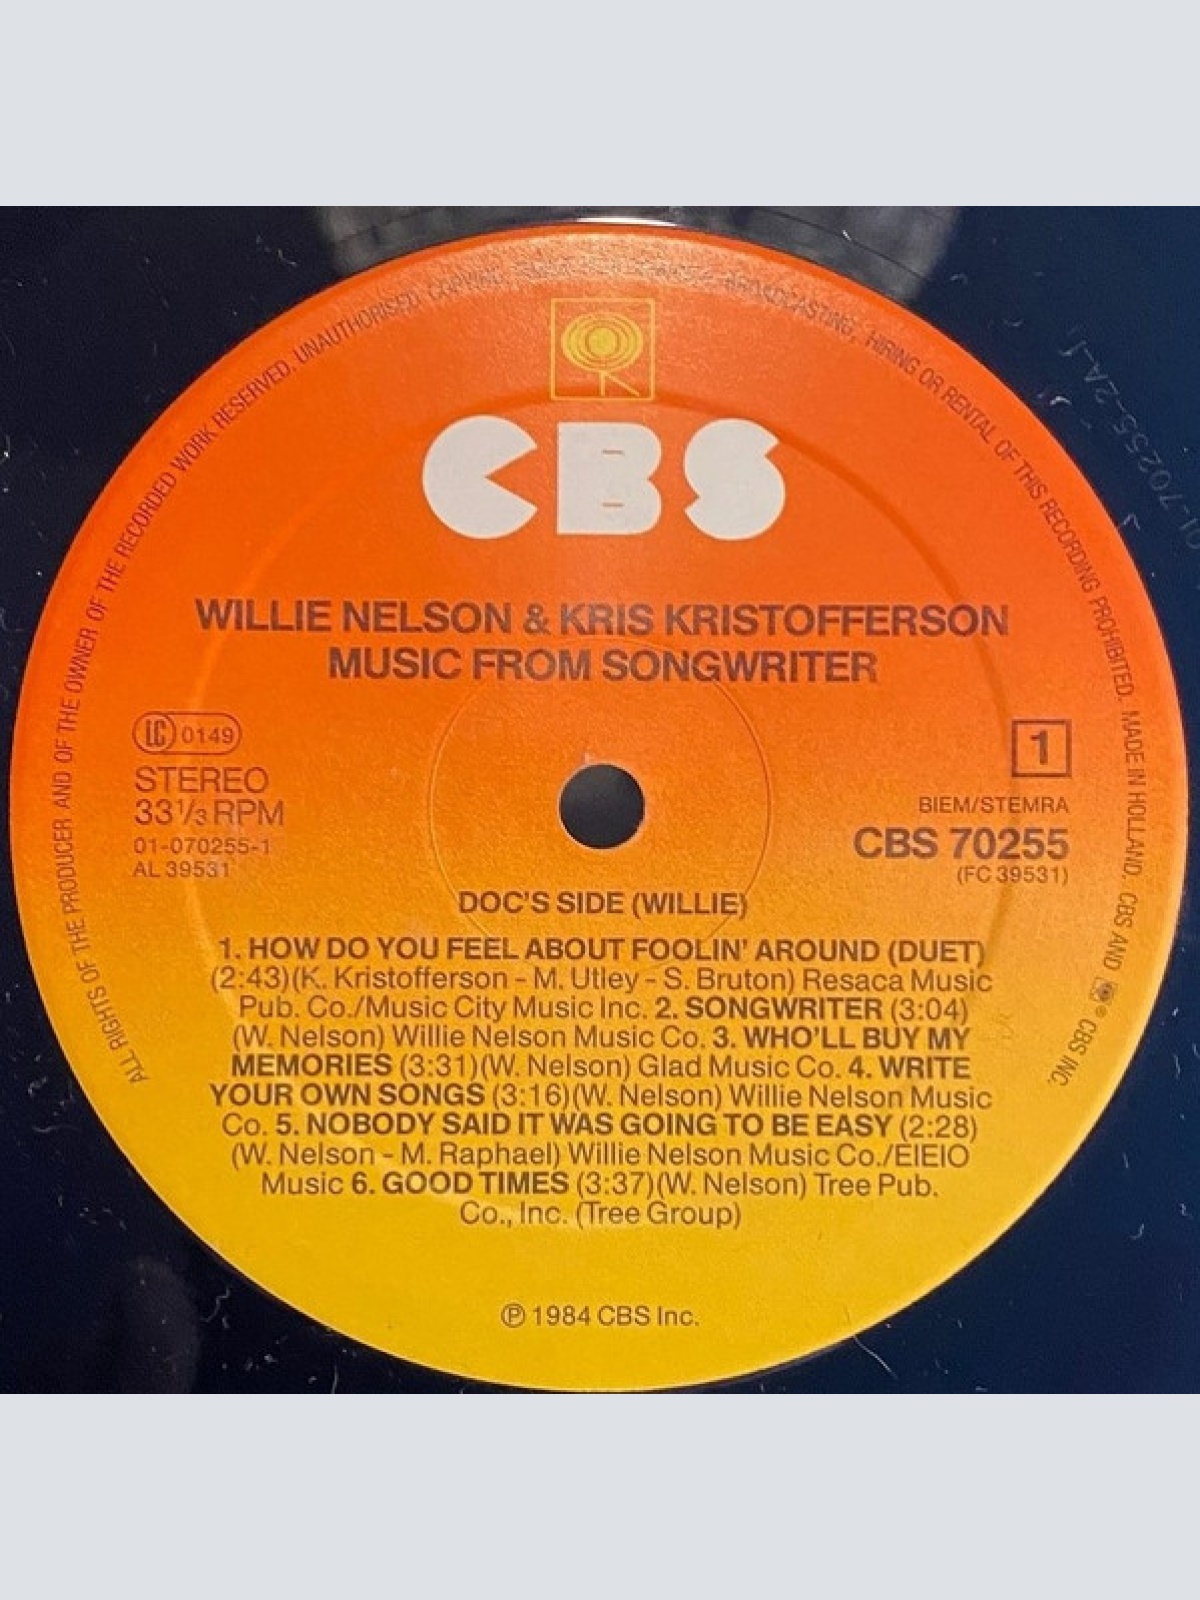 CBS
WILLIE NELSON & KRIS KRISTOFFERSON
MUSIC FROM SONGWRITER
LC 0149
STEREO
33⅓ RPM
01-070255-1
AL 39531
1
BIEM/STEMRA
CBS 70255
(FC 39531)
DOC'S SIDE (WILLIE)
1. HOW DO YOU FEEL ABOUT FOOLIN' AROUND (DUET)
(2:43)(K. Kristofferson – M. Utley – S. Bruton) Resaca Music
Pub. Co./Music City Music Inc. 2. SONGWRITER (3:04)
(W. Nelson) Willie Nelson Music Co. 3. WHO'LL BUY MY
MEMORIES (3:31)(W. Nelson) Glad Music Co. 4. WRITE
YOUR OWN SONGS (3:16)(W. Nelson) Willie Nelson Music
Co. 5. NOBODY SAID IT WAS GOING TO BE EASY (2:28)
(W. Nelson – M. Raphael) Willie Nelson Music Co./EIEIO
Music 6. GOOD TIMES (3:37)(W. Nelson) Tree Pub.
Co., Inc. (Tree Group)
℗ 1984 CBS Inc.
ALL RIGHTS OF THE PRODUCER AND OF THE OWNER OF THE RECORDED WORK RESERVED. UNAUTHORISED COPYING, BROADCASTING, HIRING OR RENTAL OF THIS RECORDING PROHIBITED. MADE IN HOLLAND. CBS AND ® CBS INC.
70255-2A-1